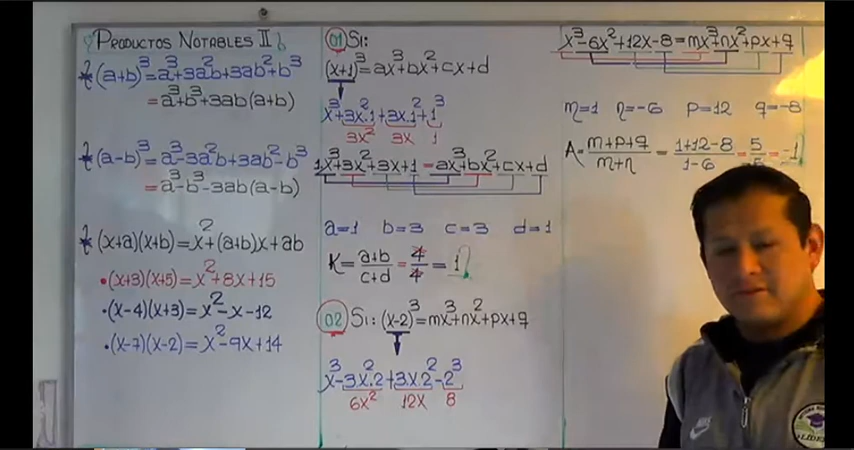 PRODUCTOS NOTABLES II
* (a+b)³=a³+3a²b+3ab²+b³
=a³+b³+3ab(a+b)
* (a-b)³=a³-3a²b+3ab²-b³
=a³-b³-3ab(a-b)
* (x+a)(x+b)=x²+(a+b)x+ab
• (x+3)(x+5)=x²+8x+15
• (x-4)(x+3)=x²-x-12
• (x-7)(x-2)=x²-9x+14
01 Si:
(x+1)³=ax³+bx²+cx+d
x³+3x².1+3x.1²+1³
3x² 3x 1
1x³+3x²+3x+1=ax³+bx²+cx+d
a=1 b=3 c=3 d=1
K=a+b/c+d=4/4=1
02 Si: (x-2)³=mx³+nx²+px+q
x³-3x².2+3x.2²-2³
6x² 12x 8
x³-6x²+12x-8=mx³+nx²+px+q
m=1 n=-6 p=12 q=-8
A=m+p+q/m+n=1+12-8/1-6=5/-5=-1